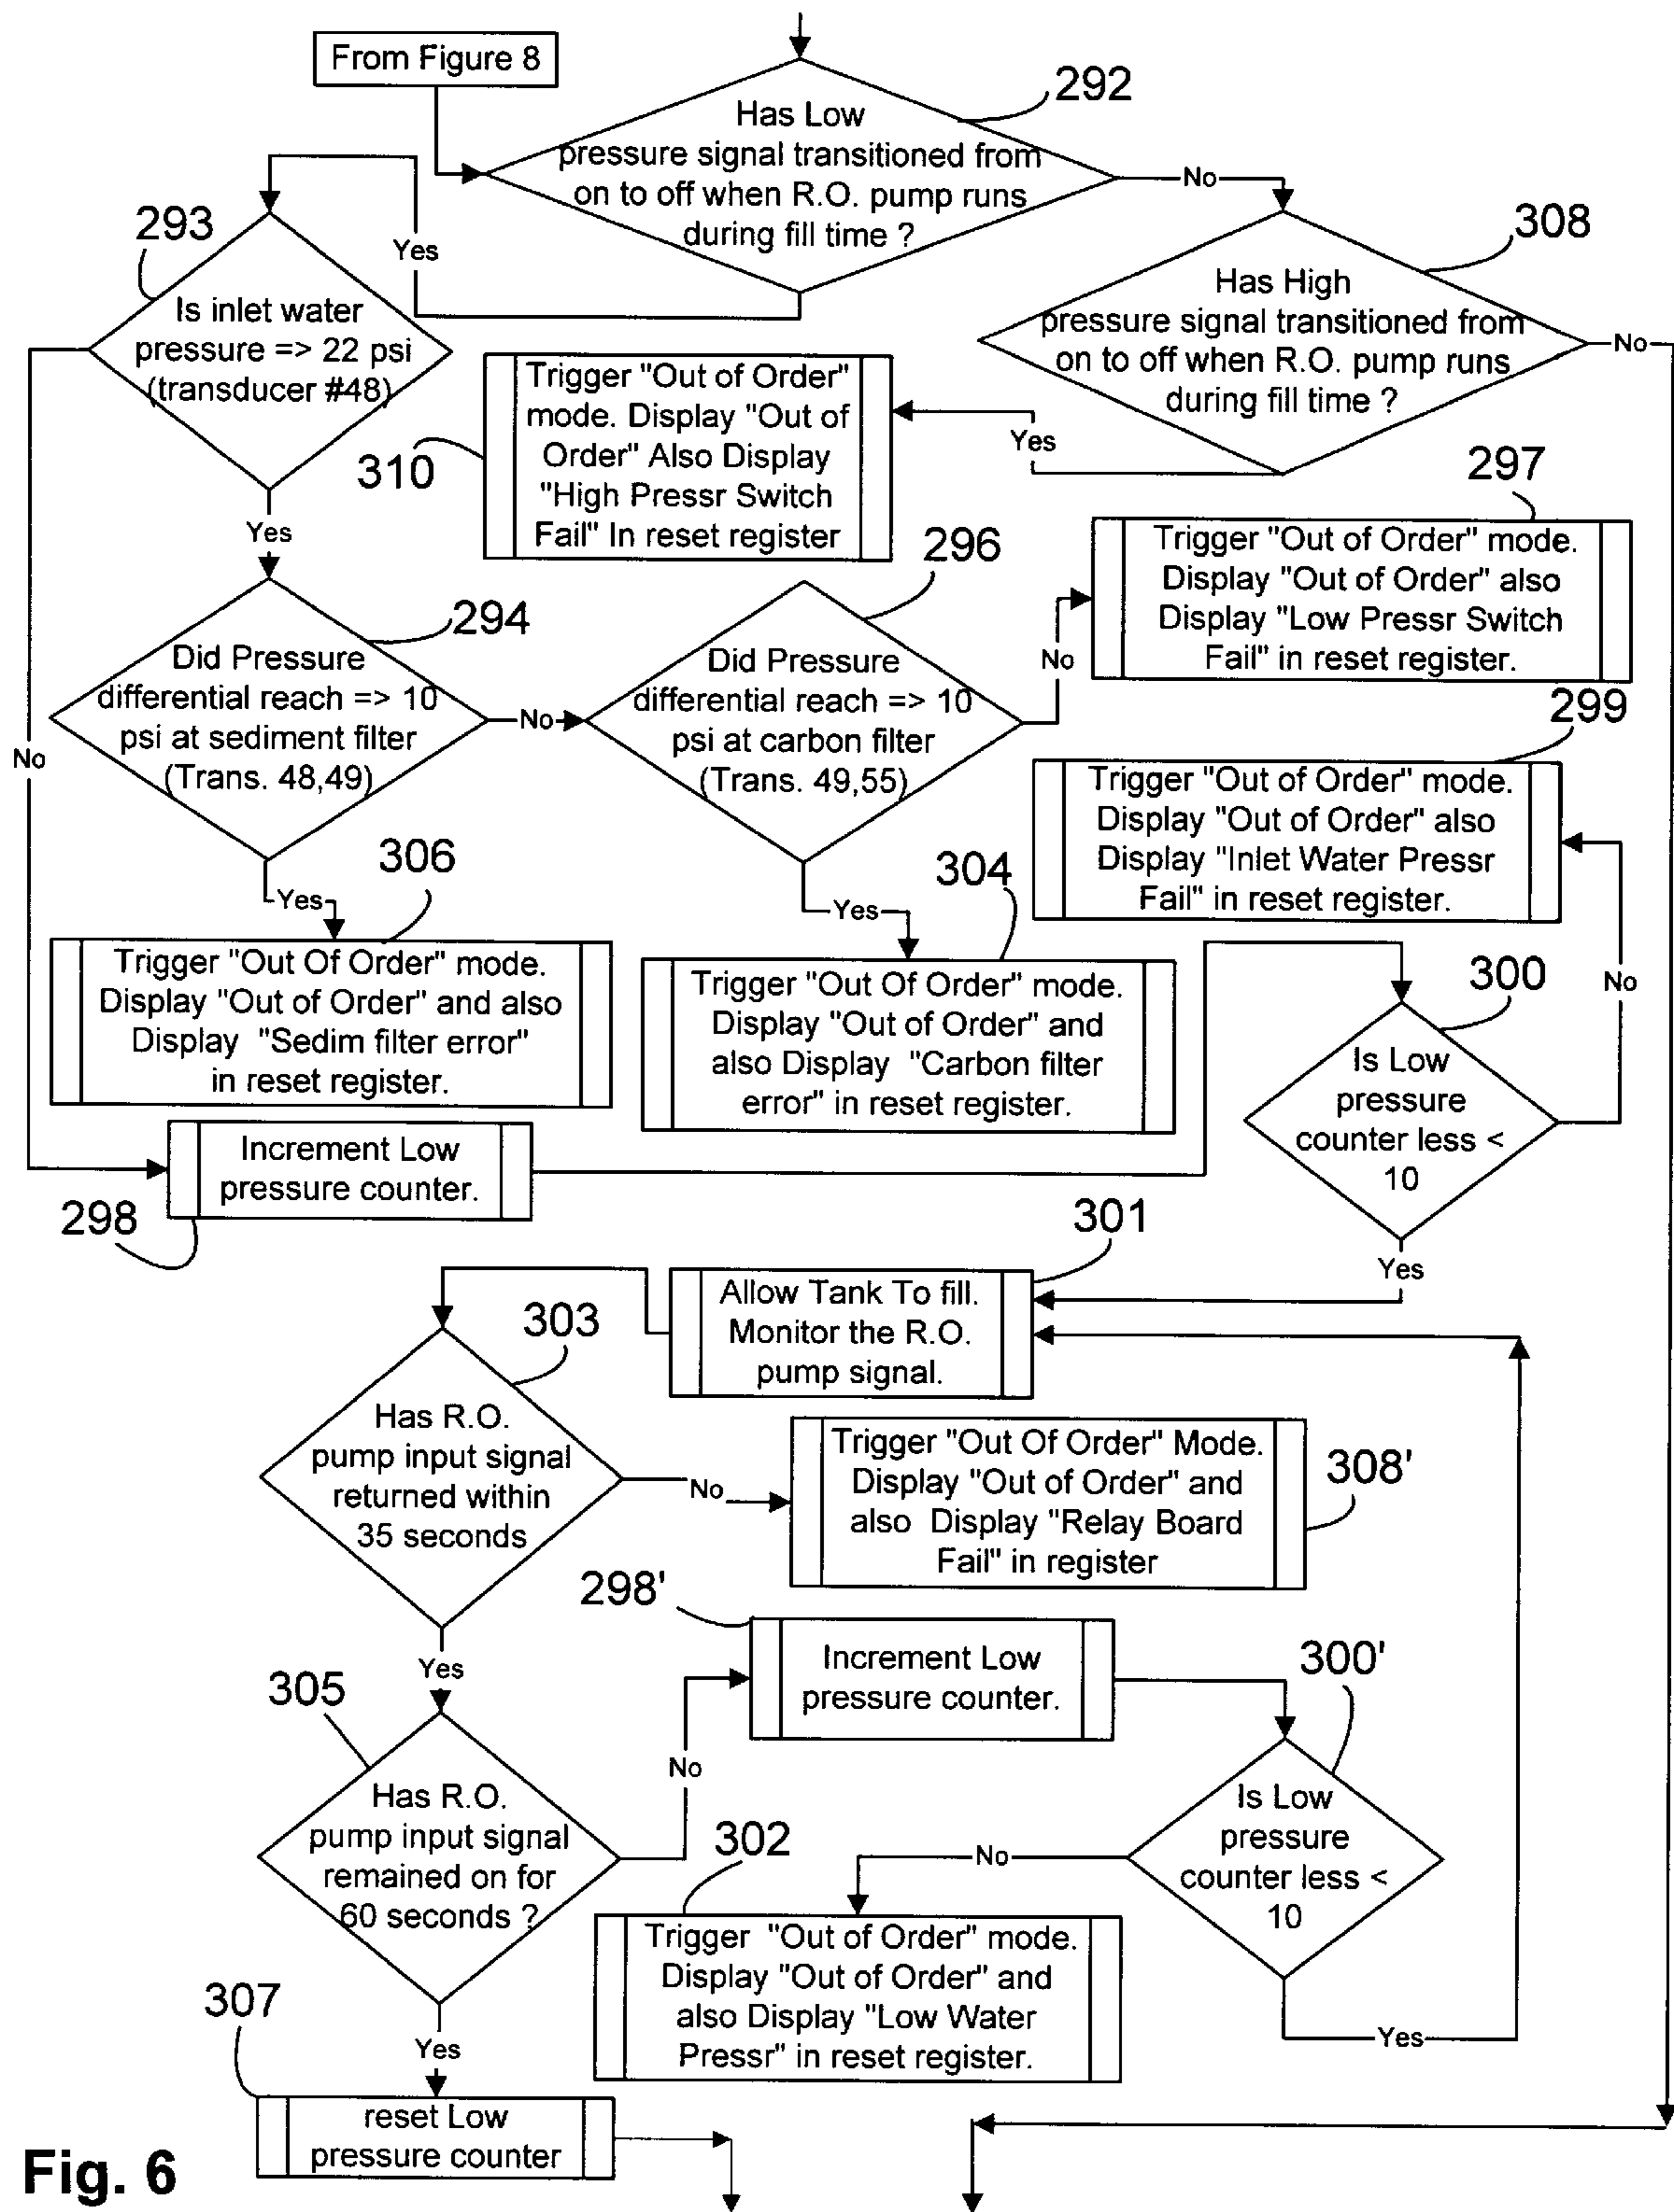 From Figure 8
292
Has Low
pressure signal transitioned from
on to off when R.O. pump runs
during fill time ?
No
Yes
308
Has High
pressure signal transitioned from
on to off when R.O. pump runs
during fill time ?
No
Yes
293
Is inlet water
pressure => 22 psi
(transducer #48)
Yes
No
310
Trigger "Out of Order"
mode. Display "Out of
Order" Also Display
"High Pressr Switch
Fail" In reset register
297
Trigger "Out of Order" mode.
Display "Out of Order" also
Display "Low Pressr Switch
Fail" in reset register.
294
Did Pressure
differential reach => 10
psi at sediment filter
(Trans. 48,49)
No
Yes
296
Did Pressure
differential reach => 10
psi at carbon filter
(Trans. 49,55)
No
Yes
299
Trigger "Out of Order" mode.
Display "Out of Order" also
Display "Inlet Water Pressr
Fail" in reset register.
306
Trigger "Out Of Order" mode.
Display "Out of Order" and also
Display "Sedim filter error"
in reset register.
304
Trigger "Out Of Order" mode.
Display "Out of Order" and
also Display "Carbon filter
error" in reset register.
300
Is Low
pressure
counter less <
10
No
Yes
Increment Low
pressure counter.
298
301
Allow Tank To fill.
Monitor the R.O.
pump signal.
303
Has R.O.
pump input signal
returned within
35 seconds
No
Yes
Trigger "Out Of Order" Mode.
Display "Out of Order" and
also Display "Relay Board
Fail" in register
308'
298'
Increment Low
pressure counter.
300'
Is Low
pressure
counter less <
10
No
Yes
305
Has R.O.
pump input signal
remained on for
60 seconds ?
No
Yes
302
Trigger "Out of Order" mode.
Display "Out of Order" and
also Display "Low Water
Pressr" in reset register.
307
reset Low
pressure counter
Fig. 6